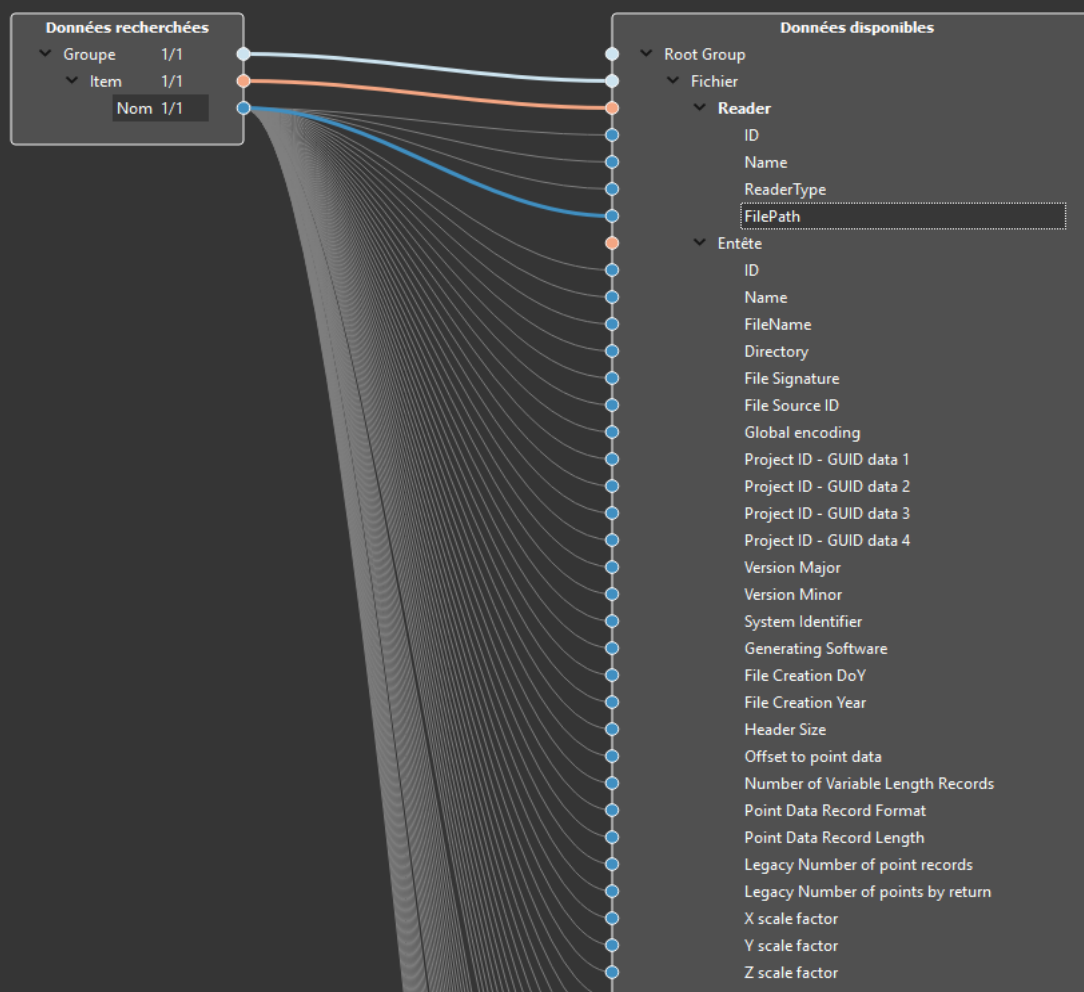 Données recherchées
Groupe 1/1
Item 1/1
Nom 1/1
Données disponibles
Root Group
Fichier
Reader
ID
Name
ReaderType
FilePath
Entête
ID
Name
FileName
Directory
File Signature
File Source ID
Global encoding
Project ID - GUID data 1
Project ID - GUID data 2
Project ID - GUID data 3
Project ID - GUID data 4
Version Major
Version Minor
System Identifier
Generating Software
File Creation DoY
File Creation Year
Header Size
Offset to point data
Number of Variable Length Records
Point Data Record Format
Point Data Record Length
Legacy Number of point records
Legacy Number of points by return
X scale factor
Y scale factor
Z scale factor